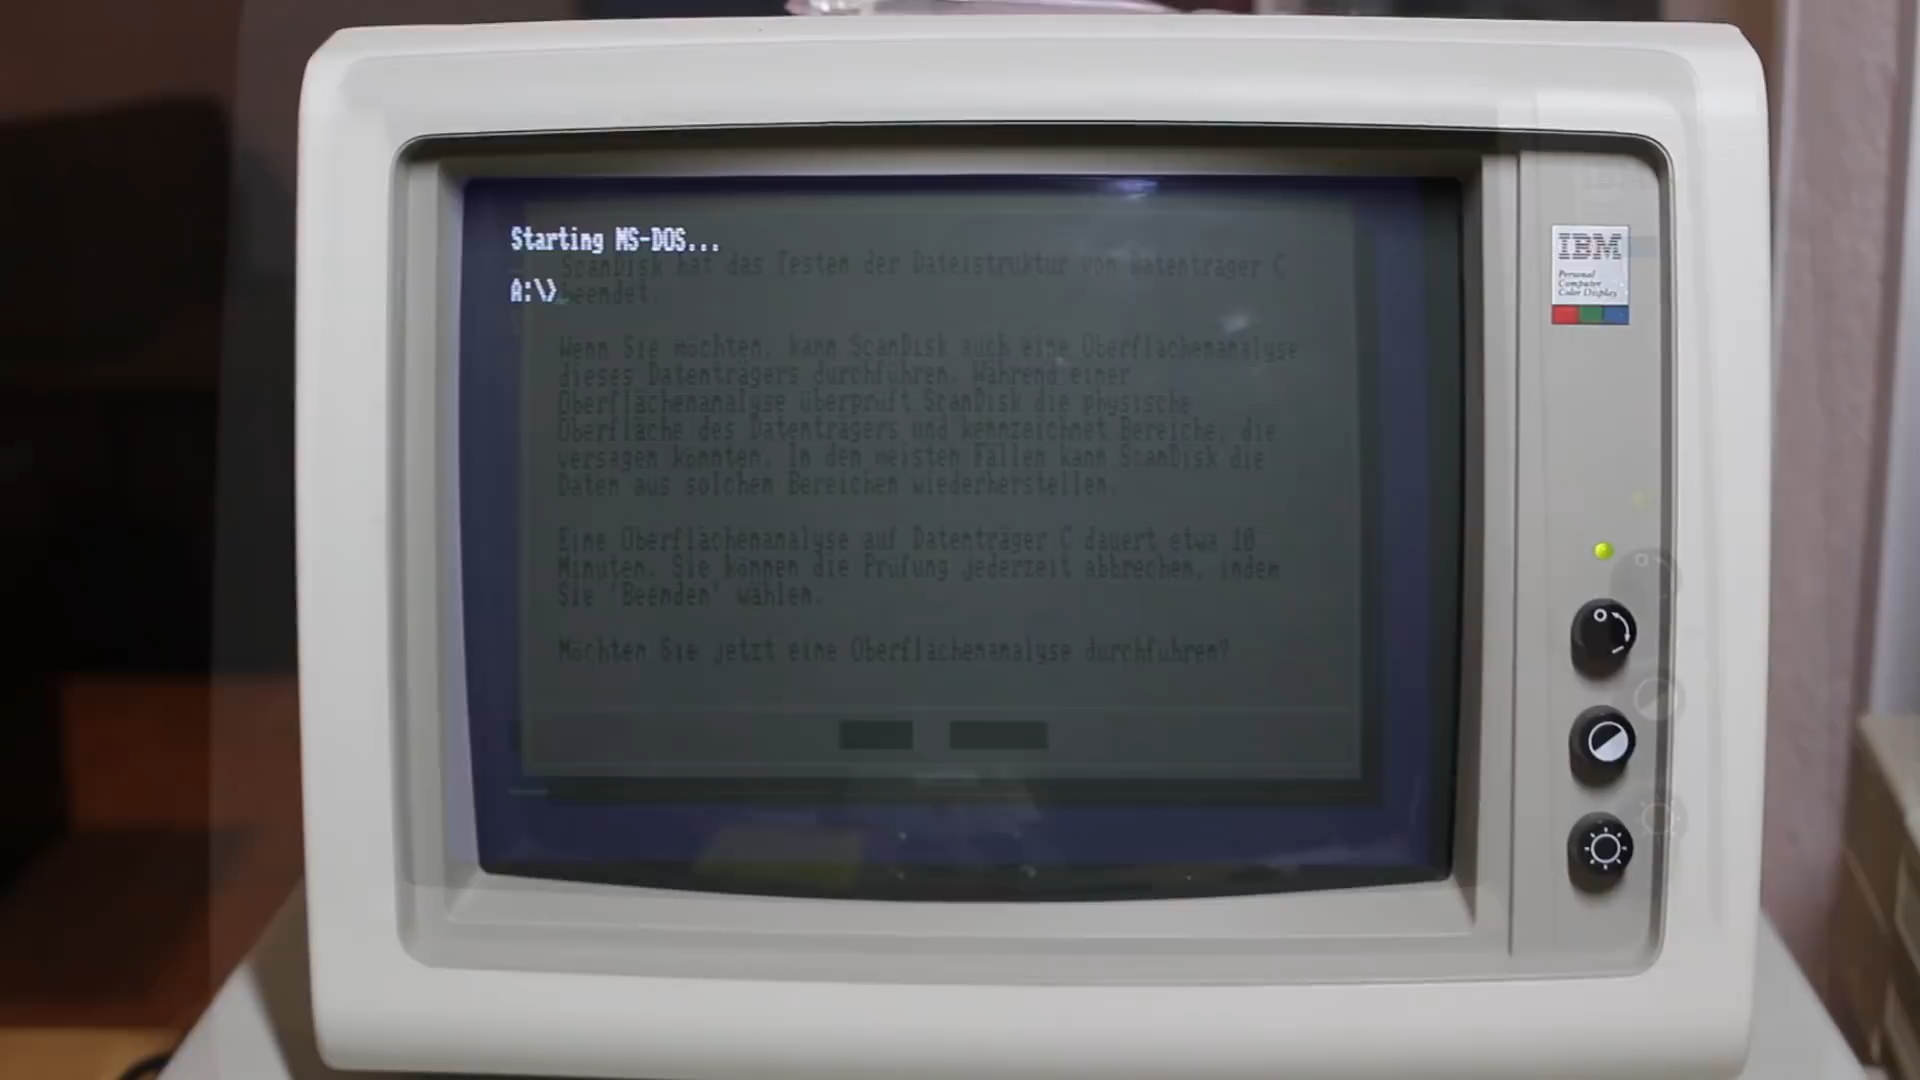 Starting MS-DOS...
A:\>
ScanDisk hat das Testen der Dateistruktur von Datenträger C
beendet.
Wenn Sie möchten, kann ScanDisk auch eine Oberflächenanalyse
dieses Datenträgers durchführen. Während einer
Oberflächenanalyse überprüft ScanDisk die physische
Oberfläche des Datenträgers und kennzeichnet Bereiche, die
versagen könnten. In den meisten Fällen kann ScanDisk die
Daten aus solchen Bereichen wiederherstellen.
Eine Oberflächenanalyse auf Datenträger C dauert etwa 10
Minuten. Sie können die Prüfung jederzeit abbrechen, indem
Sie 'Beenden' wählen.
Möchten Sie jetzt eine Oberflächenanalyse durchführen?
IBM
Personal
Computer
Color Display